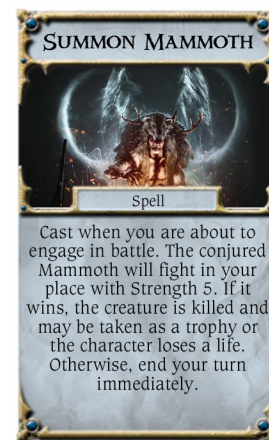 SUMMON MAMMOTH
Spell
Cast when you are about to
engage in battle. The conjured
Mammoth will fight in your
place with Strength 5. If it
wins, the creature is killed and
may be taken as a trophy or
the character loses a life.
Otherwise, end your turn
immediately.